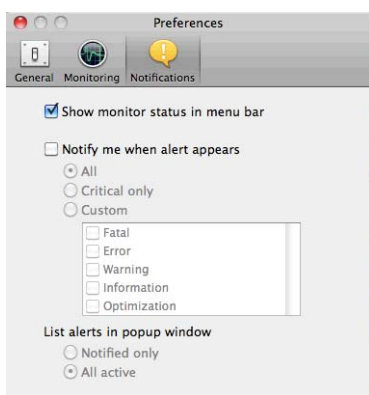 Preferences
General Monitoring Notifications
Show monitor status in menu bar
Notify me when alert appears
All
Critical only
Custom
Fatal
Error
Warning
Information
Optimization
List alerts in popup window
Notified only
All active